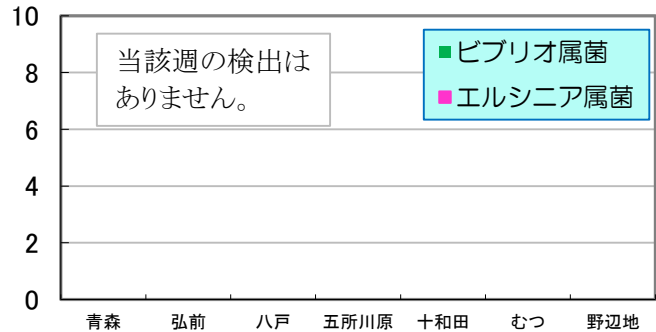 10
8
6
4
2
0
当該週の検出は
ありません。
■ビブリオ属菌
■エルシニア属菌
青森 弘前 八戸 五所川原 十和田 むつ 野辺地